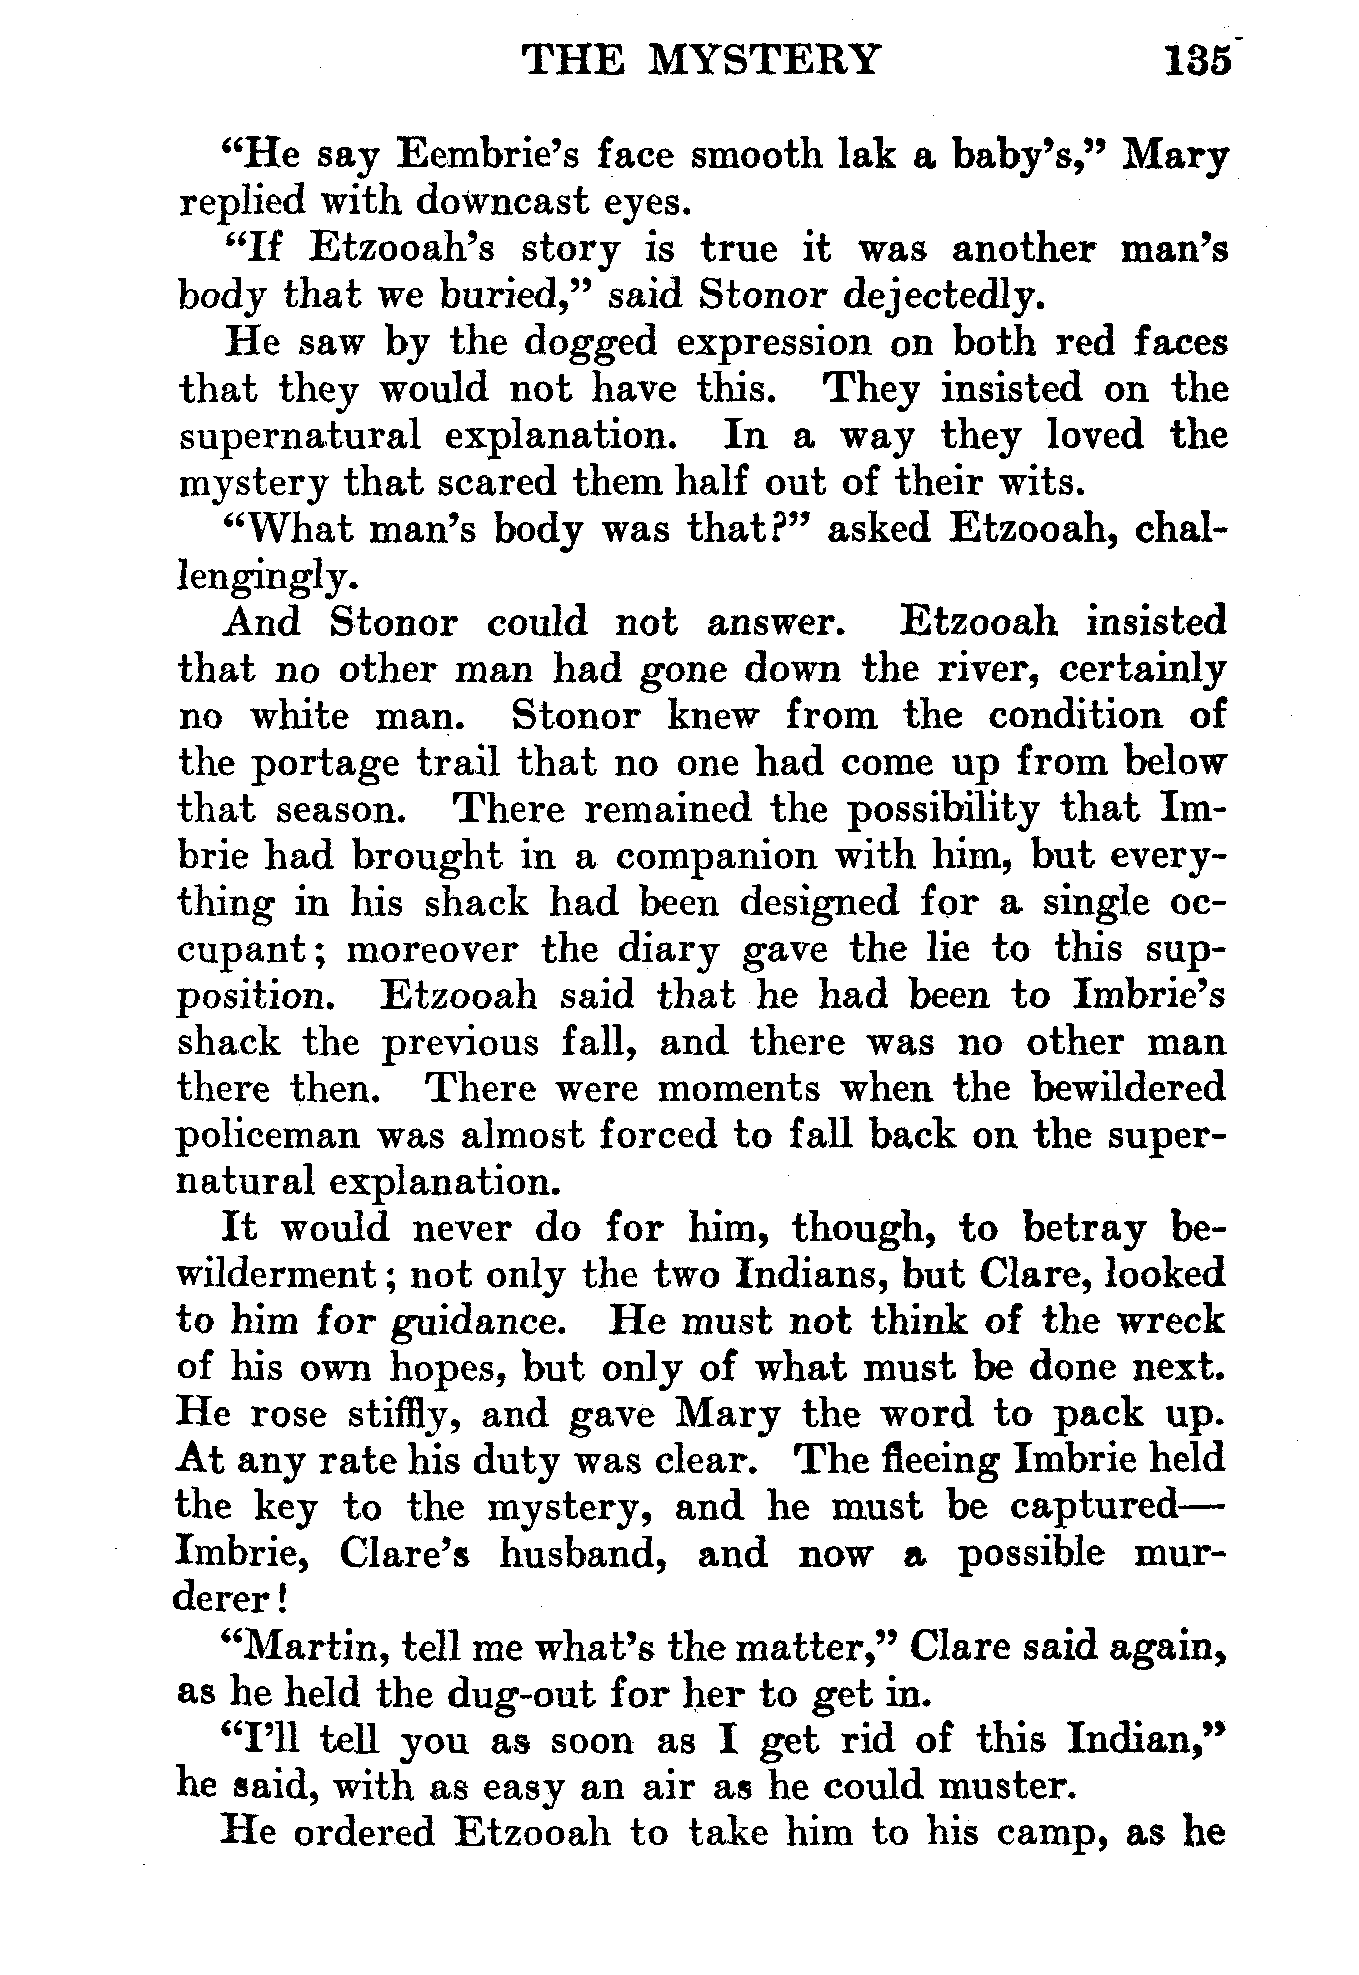 THE MYSTERY 135
“He say Eembrie’s face smooth lak a baby’s,” Mary
replied with downcast eyes.
“If Etzooah’s story is true it was another man’s
body that we buried,” said Stonor dejectedly.
He saw by the dogged expression on both red faces
that they would not have this. They insisted on the
supernatural explanation. In a way they loved the
mystery that scared them half out of their wits.
“What man’s body was that?” asked Etzooah, chal-
lengingly.
And Stonor could not answer. Etzooah insisted
that no other man had gone down the river, certainly
no white man. Stonor knew from the condition of
the portage trail that no one had come up from below
that season. There remained the possibility that Im-
brie had brought in a companion with him, but every-
thing in his shack had been designed for a single oc-
cupant; moreover the diary gave the lie to this sup-
position. Etzooah said that he had been to Imbrie’s
shack the previous fall, and there was no other man
there then. There were moments when the bewildered
policeman was almost forced to fall back on the super-
natural explanation.
It would never do for him, though, to betray be-
wilderment; not only the two Indians, but Clare, looked
to him for guidance. He must not think of the wreck
of his own hopes, but only of what must be done next.
He rose stiffly, and gave Mary the word to pack up.
At any rate his duty was clear. The fleeing Imbrie held
the key to the mystery, and he must be captured—
Imbrie, Clare’s husband, and now a possible mur-
derer!
“Martin, tell me what’s the matter,” Clare said again,
as he held the dug-out for her to get in.
“I’ll tell you as soon as I get rid of this Indian,”
he said, with as easy an air as he could muster.
He ordered Etzooah to take him to his camp, as he